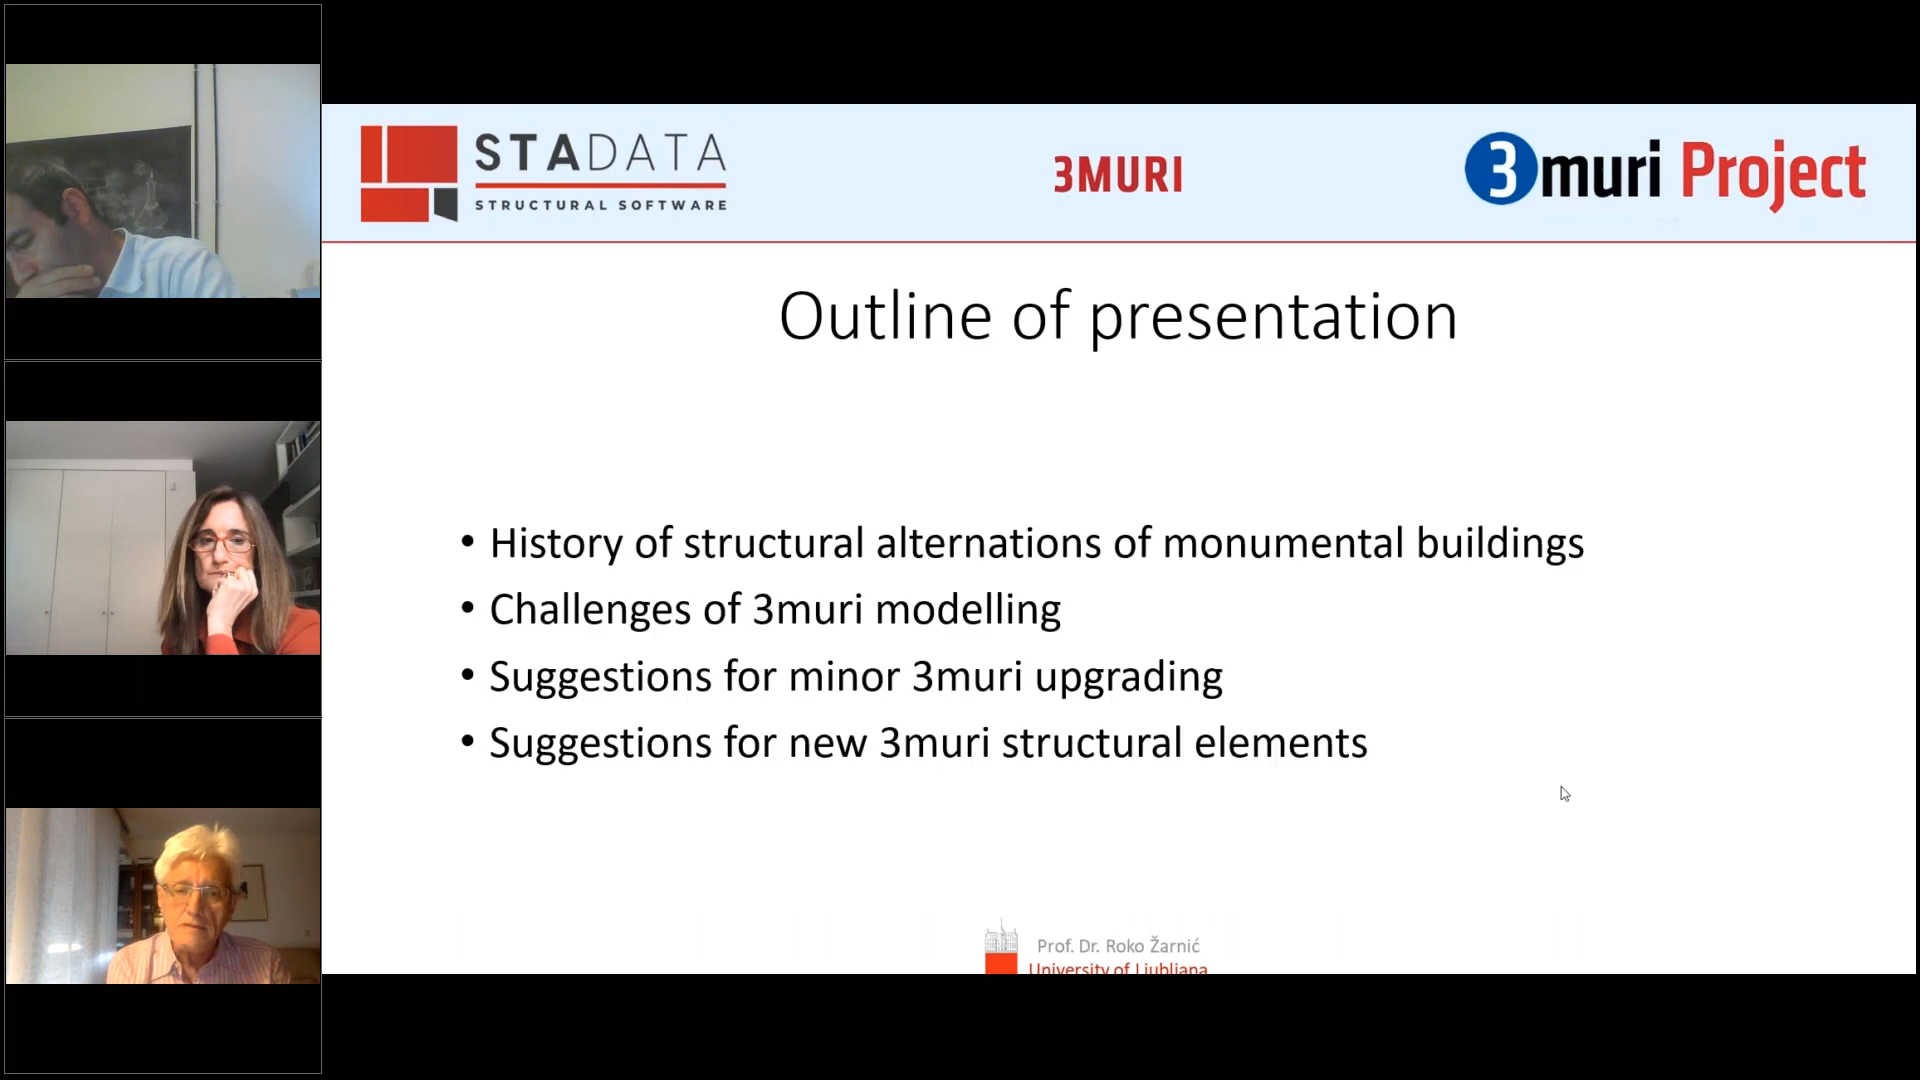 STADATA
STRUCTURAL SOFTWARE
3MURI
3muri Project
Outline of presentation
• History of structural alternations of monumental buildings
• Challenges of 3muri modelling
• Suggestions for minor 3muri upgrading
• Suggestions for new 3muri structural elements
Prof. Dr. Roko Žarnić
University of Ljubljana